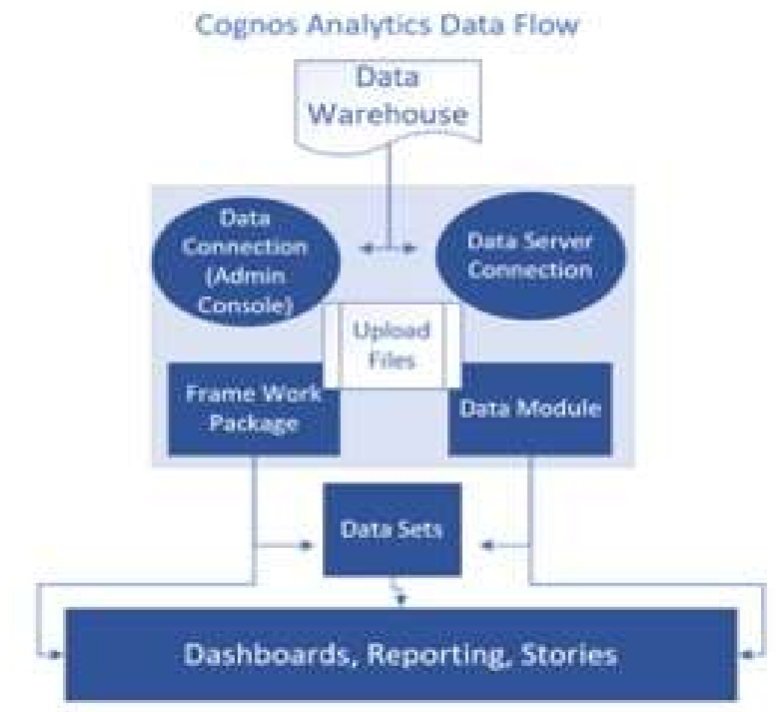 Cognos Analytics Data Flow
Data
Warehouse
Data
Connection
(Admin
Console)
Data Server
Connection
Upload
Files
Frame Work
Package
Data Module
Data Sets
Dashboards, Reporting, Stories